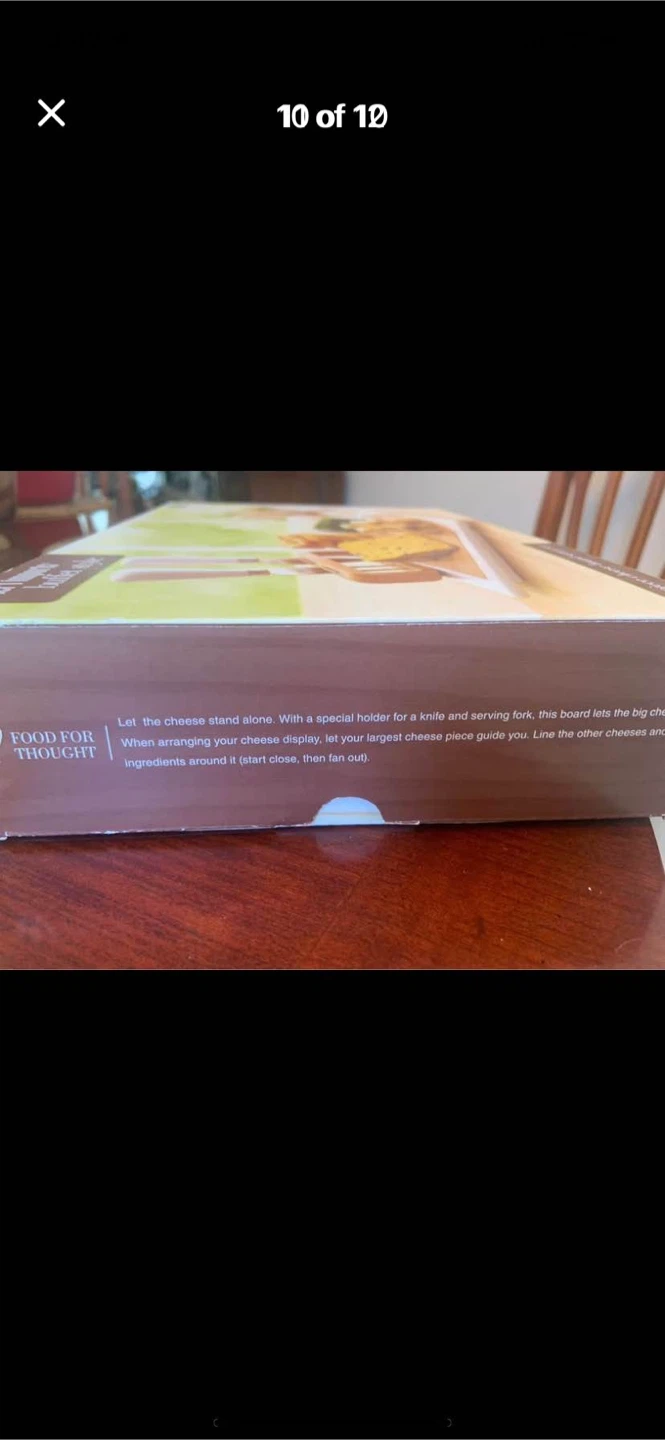 10 of 12
FOOD FOR
THOUGHT
Let the cheese stand alone. With a special holder for a knife and serving fork, this board lets the big
When arranging your cheese display, let your largest cheese piece guide you. Line the other cheeses and
ingredients around it (start close, then fan out).